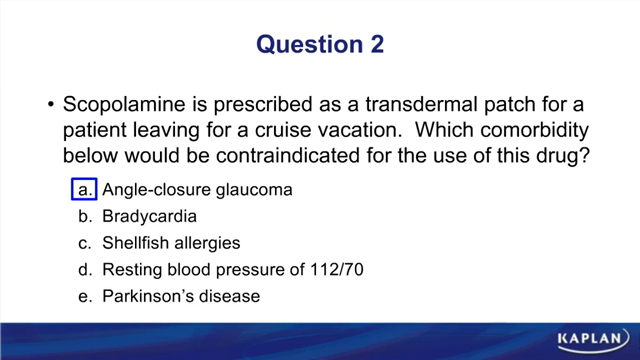 Question 2
• Scopolamine is prescribed as a transdermal patch for a
patient leaving for a cruise vacation. Which comorbidity
below would be contraindicated for the use of this drug?
a. Angle-closure glaucoma
b. Bradycardia
c. Shellfish allergies
d. Resting blood pressure of 112/70
e. Parkinson's disease
KAPLAN